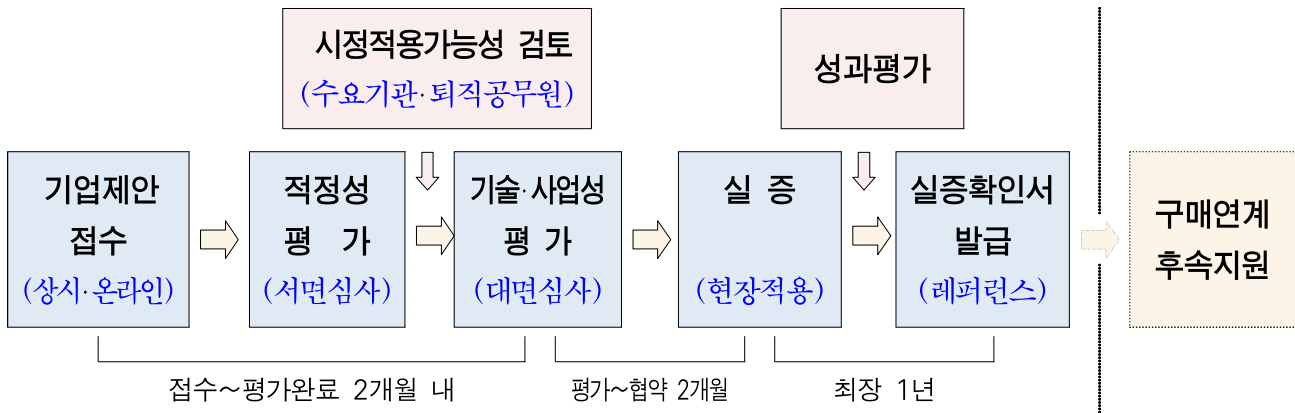 시정적용가능성 검토
(수요기관·퇴직공무원)
성과평가
기업제안
접수
(상시·온라인)
적정성
평 가
(서면심사)
기술·사업성
평 가
(대면심사)
실 증
(현장적용)
실증확인서
발급
(레퍼런스)
구매연계
후속지원
접수~평가완료 2개월 내
평가~협약 2개월
최장 1년